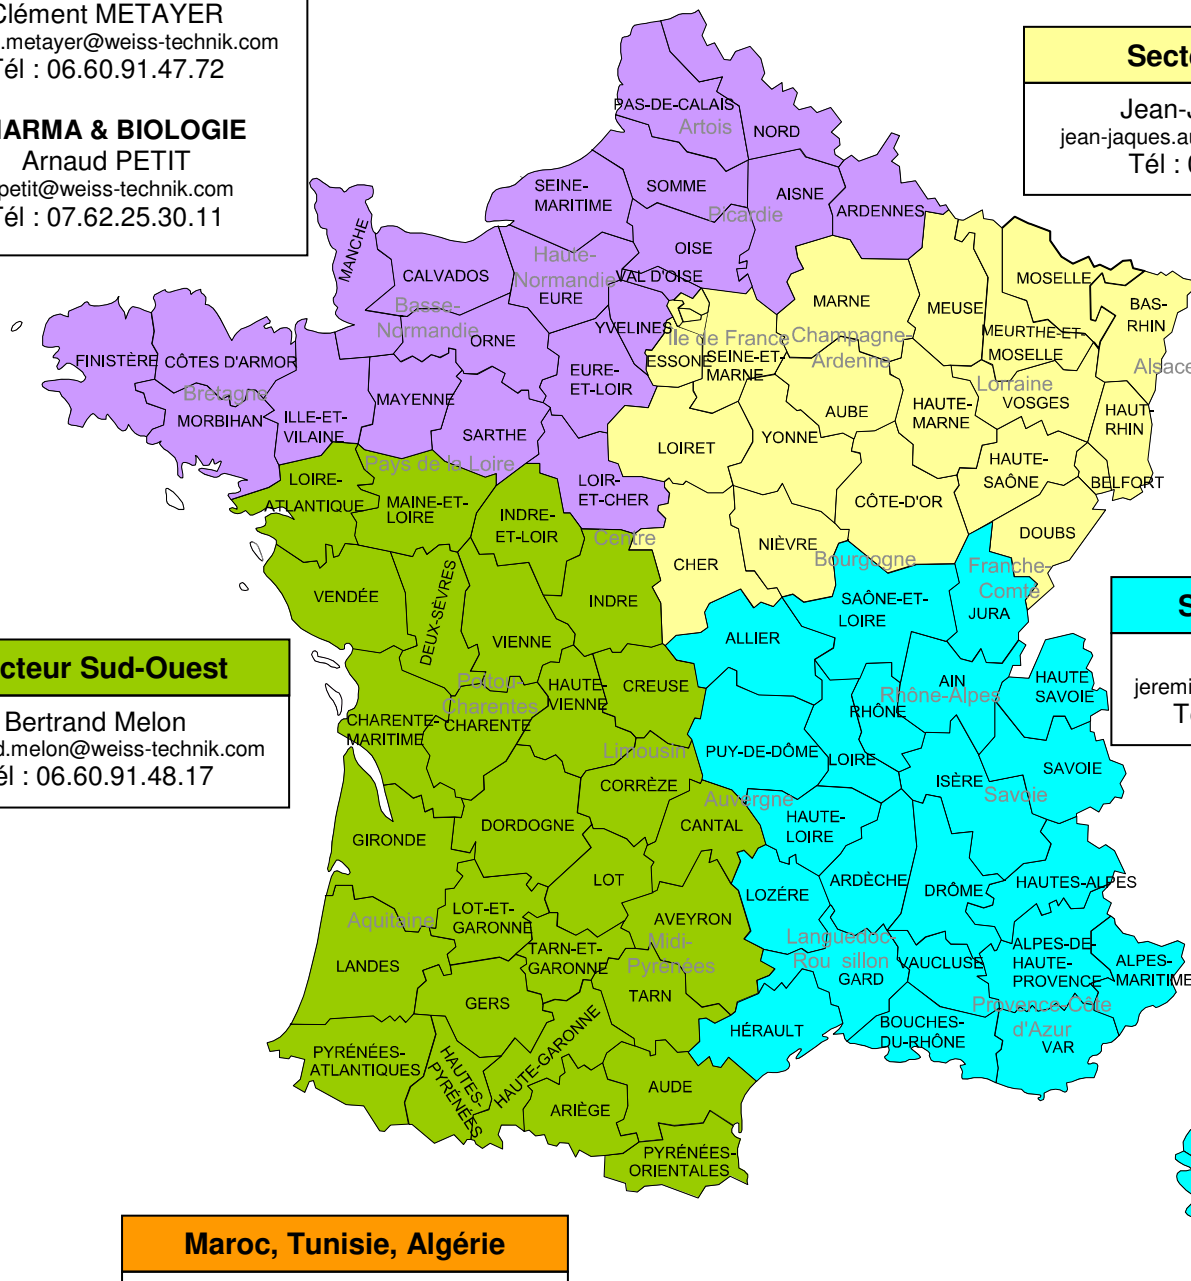 Clément METAYER
.metayer@weiss-technik.com
Tél : 06.60.91.47.72
ARMA & BIOLOGIE
Arnaud PETIT
petit@weiss-technik.com
Tél : 07.62.25.30.11
Secte
Jean-J
jean-jaques.au
Tél : 0
PAS-DE-CALAIS
Artois
NORD
SEINE-
MARITIME
SOMME
AISNE
Picardie
ARDENNES
MANCHE
CALVADOS
Haute-
Normandie
OISE
VAL D'OISE
EURE
Basse-
Normandie
ORNE
YVELINES
MARNE
MEUSE
MOSELLE
BAS-
RHIN
Ile de France
Champagne-
Ardenne
ESSONE
SEINE-ET-
MARNE
MEURTHE-ET-
MOSELLE
Alsace
FINISTÈRE
CÔTES D'ARMOR
Bretagne
MORBIHAN
ILLE-ET-
VILAINE
MAYENNE
SARTHE
EURE-
ET-LOIR
Lorraine
VOSGES
AUBE
HAUTE-
MARNE
HAUT-
RHIN
LOIRET
YONNE
Pays de la Loire
LOIRE-
ATLANTIQUE
MAINE-ET-
LOIRE
INDRE-
ET-LOIR
LOIR-
ET-CHER
HAUTE-
SAÔNE
BELFORT
CÔTE-D'OR
DOUBS
Centre
CHER
NIÈVRE
Bourgogne
Franche-
Comté
VENDÉE
DEUX-SÈVRES
VIENNE
INDRE
SAÔNE-ET-
LOIRE
JURA
S
jeremi
Té
cteur Sud-Ouest
Bertrand Melon
d.melon@weiss-technik.com
él : 06.60.91.48.17
ALLIER
Poitou-
Charentes
HAUTE-
VIENNE
CREUSE
AIN
Rhône-Alpes
HAUTE
SAVOIE
CHARENTE-
MARITIME
CHARENTE
RHÔNE
Limousin
PUY-DE-DÔME
LOIRE
ISÈRE
SAVOIE
Savoie
CORRÈZE
Auvergne
GIRONDE
DORDOGNE
CANTAL
HAUTE-
LOIRE
LOT
LOZÉRE
ARDÈCHE
DRÔME
HAUTES-ALPES
Aquitaine
LOT-ET-
GARONNE
AVEYRON
Midi-
Pyrénées
TARN-ET-
GARONNE
LANDES
Languedoc-
Rou sillon
GARD
VAUCLUSE
ALPES-DE-
HAUTE-
PROVENCE
ALPES-
MARITIME
GERS
TARN
Provence-Côte
d'Azur
VAR
HÉRAULT
BOUCHES-
DU-RHÔNE
PYRÉNÉES-
ATLANTIQUES
HAUTES-
PYRÉNÉES
HAUTE-GARONNE
ARIÈGE
AUDE
PYRÉNÉES-
ORIENTALES
Maroc, Tunisie, Algérie